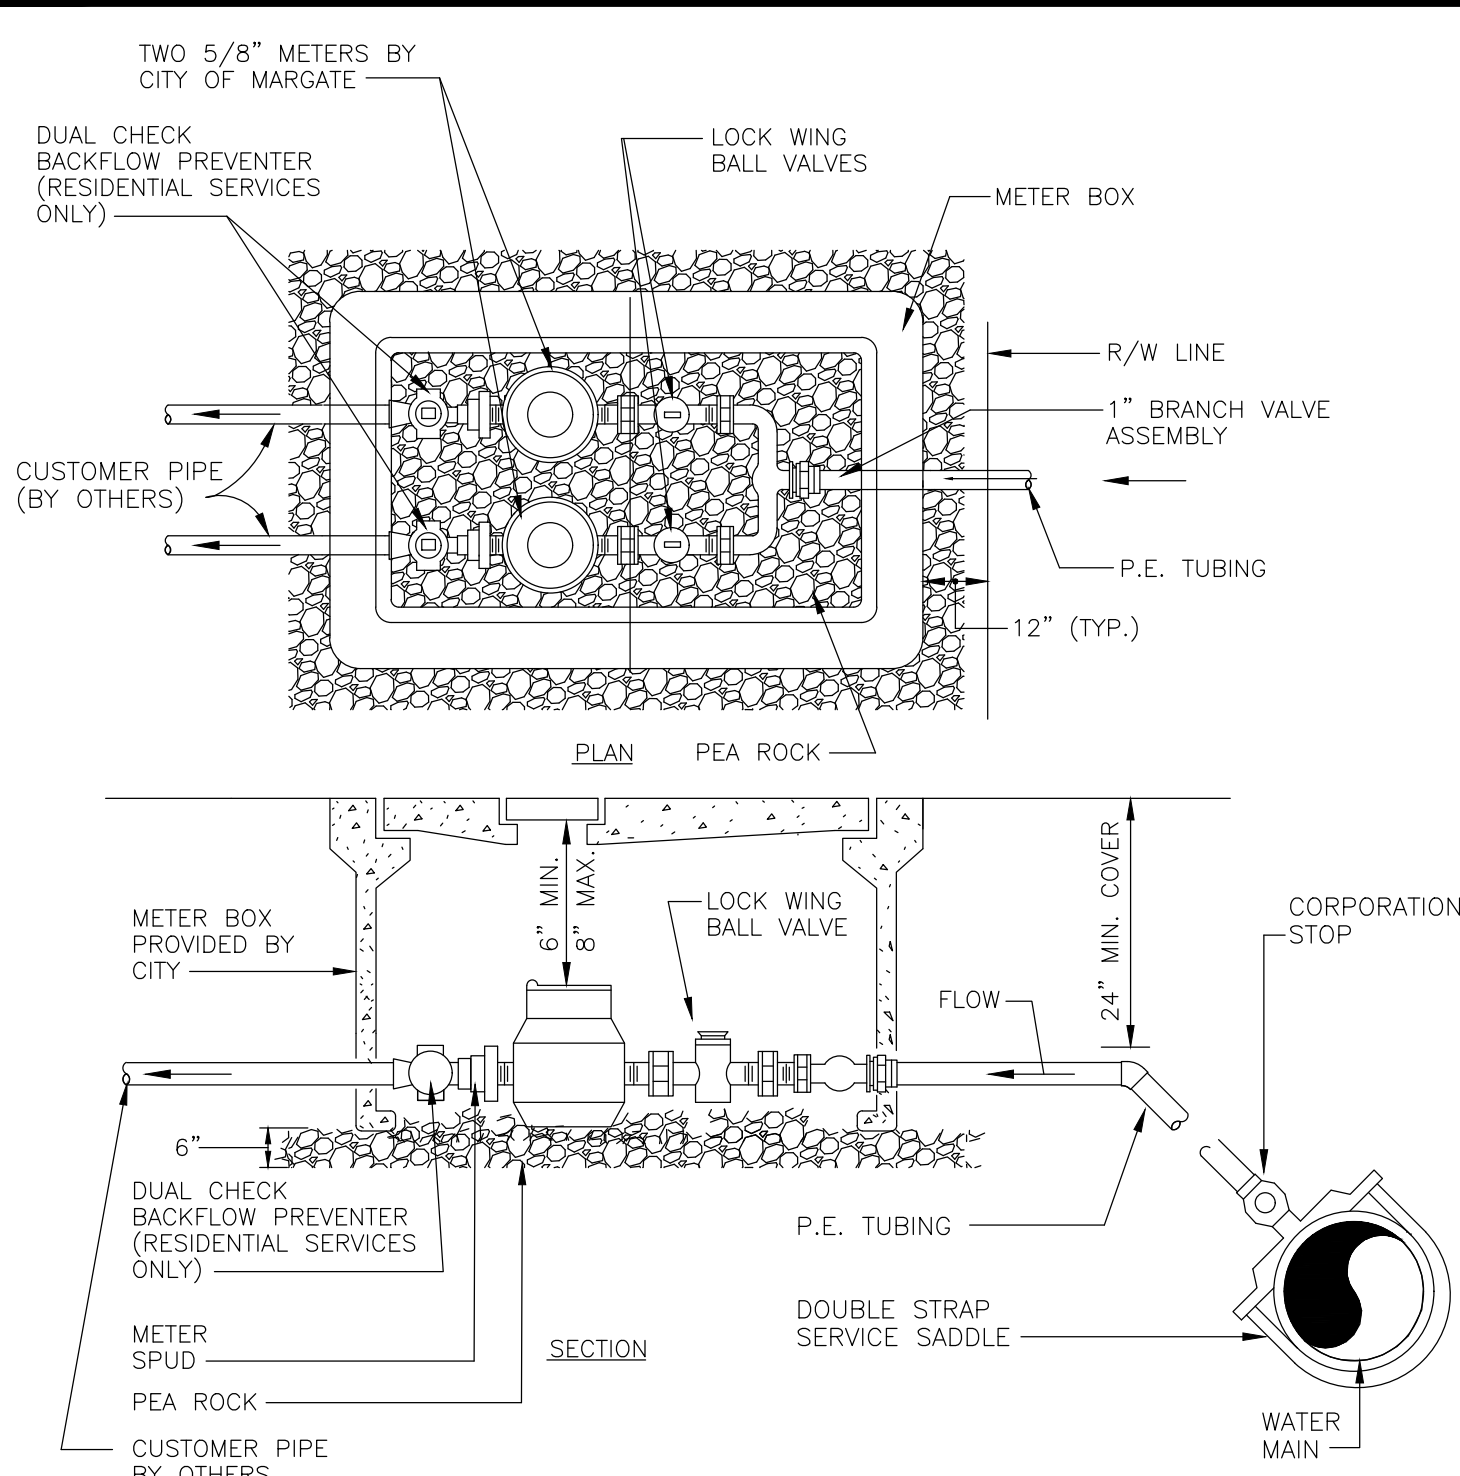 TWO 5/8" METERS BY
CITY OF MARGATE
DUAL CHECK
BACKFLOW PREVENTER
(RESIDENTIAL SERVICES
ONLY)
LOCK WING
BALL VALVES
METER BOX
R/W LINE
1" BRANCH VALVE
ASSEMBLY
CUSTOMER PIPE
(BY OTHERS)
P.E. TUBING
12" (TYP.)
PLAN
PEA ROCK
6" MIN.
8" MAX.
24" MIN. COVER
LOCK WING
BALL VALVE
CORPORATION
STOP
METER BOX
PROVIDED BY
CITY
FLOW
6"
DUAL CHECK
BACKFLOW PREVENTER
(RESIDENTIAL SERVICES
ONLY)
P.E. TUBING
DOUBLE STRAP
SERVICE SADDLE
METER
SPUD
SECTION
PEA ROCK
WATER
MAIN
CUSTOMER PIPE
BY OTHERS